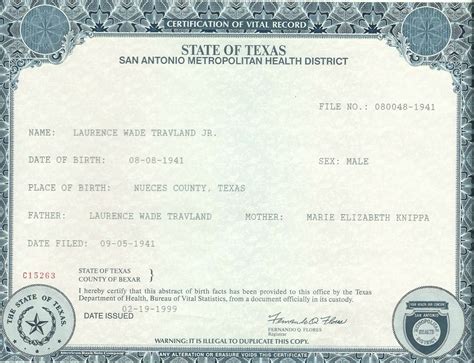 CERTIFICATION OF VITAL RECORD
STATE OF TEXAS
SAN ANTONIO METROPOLITAN HEALTH DISTRICT
FILE NO.: 080048-1941
NAME: LAURENCE WADE TRAVLAND JR.
DATE OF BIRTH: 08-08-1941 SEX: MALE
PLACE OF BIRTH: NUECES COUNTY, TEXAS
FATHER: LAURENCE WADE TRAVLAND MOTHER: MARIE ELIZABETH KNIPPA
DATE FILED: 09-05-1941
C15263
STATE OF TEXAS
COUNTY OF BEXAR
I hereby certify that this abstract of birth facts has been provided to this office by the Texas
Department of Health, Bureau of Vital Statistics, from a document officially in its custody.
02-19-1999
DATE ISSUED
Fernando Q. Flores
FERNANDO Q. FLORES
Registrar
WARNING: IT IS ILLEGAL TO DUPLICATE THIS COPY.
ANY ALTERATION OR ERASURE VOIDS THIS CERTIFICATE